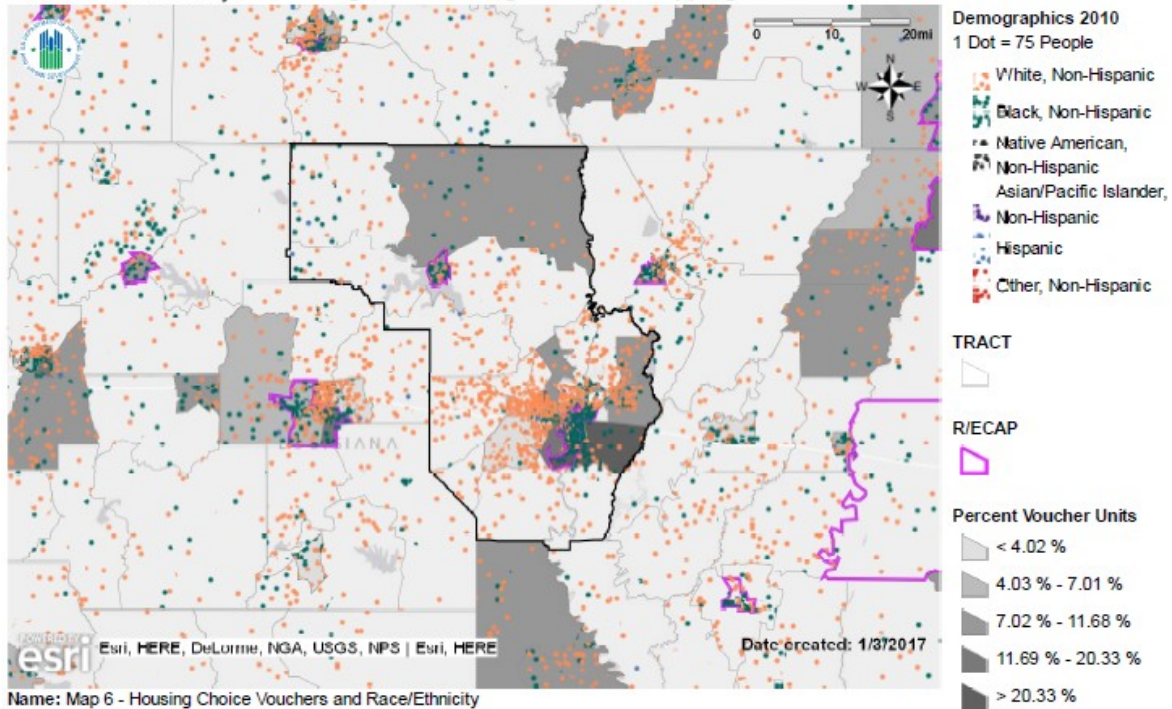 0 10 20mi
N
W E
S
Demographics 2010
1 Dot = 75 People
White, Non-Hispanic
Black, Non-Hispanic
Native American,
Non-Hispanic
Asian/Pacific Islander,
Non-Hispanic
Hispanic
Other, Non-Hispanic
TRACT
R/ECAP
Percent Voucher Units
< 4.02 %
4.03 % - 7.01 %
7.02 % - 11.68 %
11.69 % - 20.33 %
> 20.33 %
POWERED BY
esri
Esri, HERE, DeLorme, NGA, USGS, NPS | Esri, HERE
Date created: 1/3/2017
Name: Map 6 - Housing Choice Vouchers and Race/Ethnicity